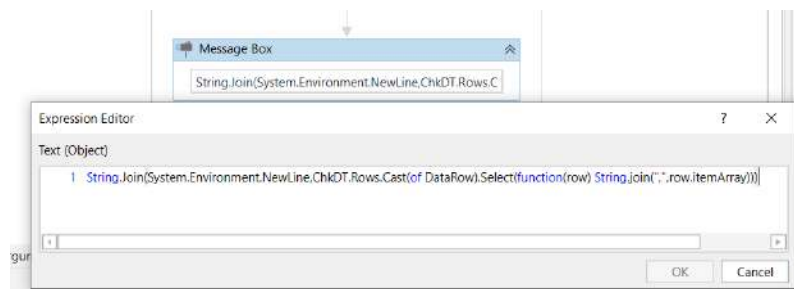 Message Box
String.Join(System.Environment.NewLine,ChkDT.Rows.C
Expression Editor ? ×
Text (Object)
1 String.Join(System.Environment.NewLine,ChkDT.Rows.Cast(of DataRow).Select(function(row) String.join(",",row.itemArray)))
OK Cancel